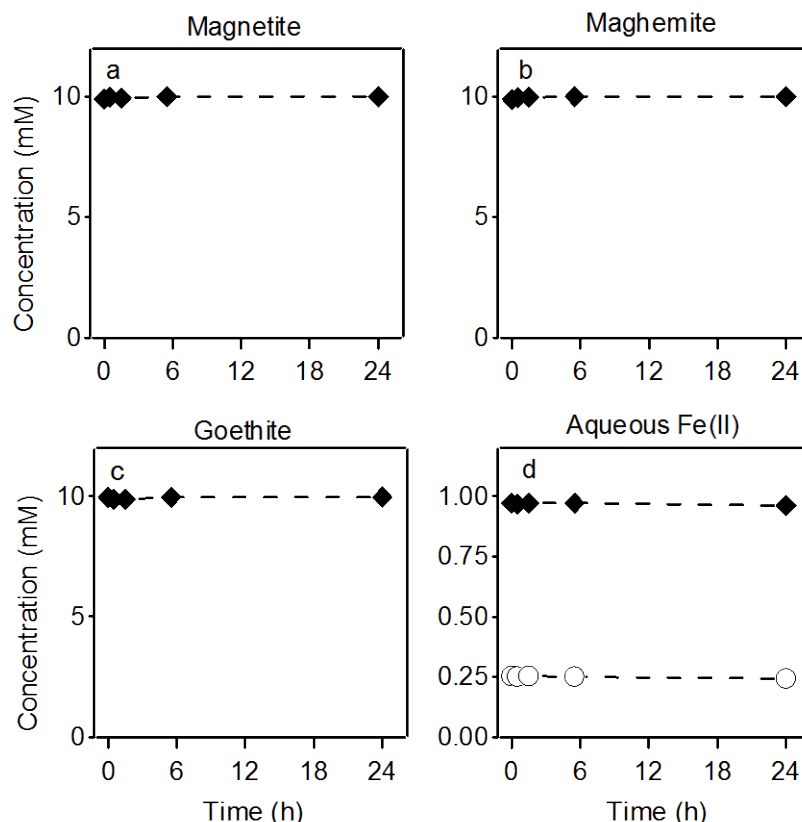 Magnetite
a
10
5
0
0 6 12 18 24
Concentration (mM)
Maghemite
b
10
5
0
0 6 12 18 24
Goethite
c
10
5
0
0 6 12 18 24
Concentration (mM)
Time (h)
Aqueous Fe(II)
d
1.00
0.75
0.50
0.25
0.00
0 6 12 18 24
Time (h)